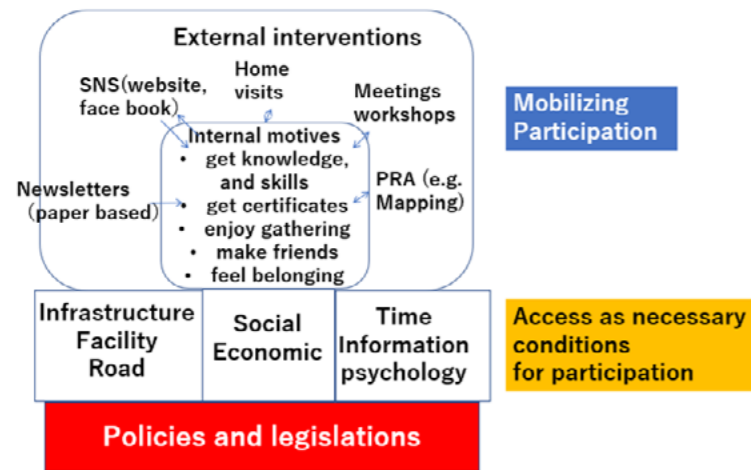 External interventions
SNS(website,
face book)
Home
visits
Meetings
workshops
Newsletters
(paper based)
PRA (e.g.
Mapping)
Internal motives
• get knowledge,
and skills
• get certificates
• enjoy gathering
• make friends
• feel belonging
Mobilizing
Participation
Infrastructure
Facility
Road
Social
Economic
Time
Information
psychology
Access as necessary
conditions
for participation
Policies and legislations